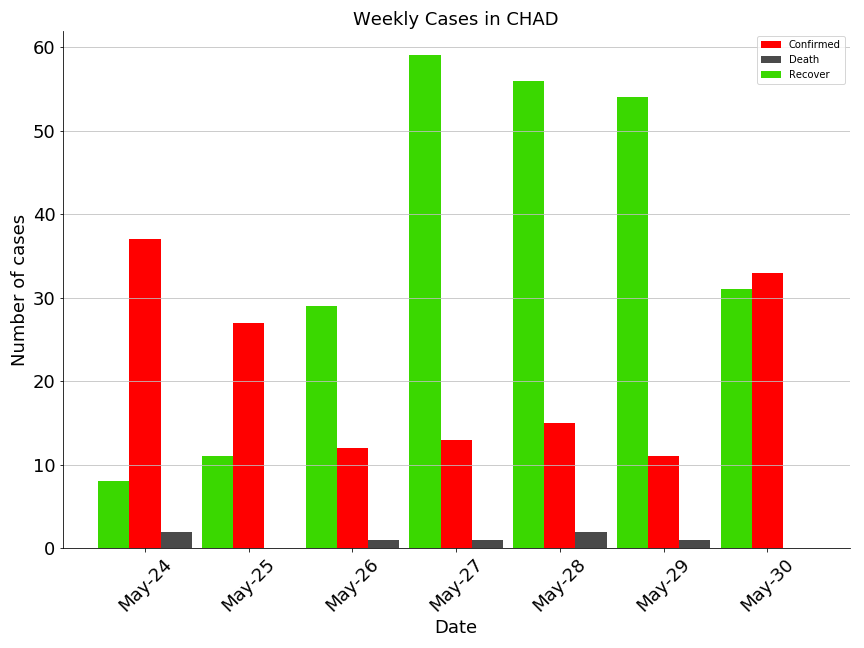 Weekly Cases in CHAD
Confirmed
Death
Recover
Number of cases
60
50
40
30
20
10
0
May-24
May-25
May-26
May-27
May-28
May-29
May-30
Date